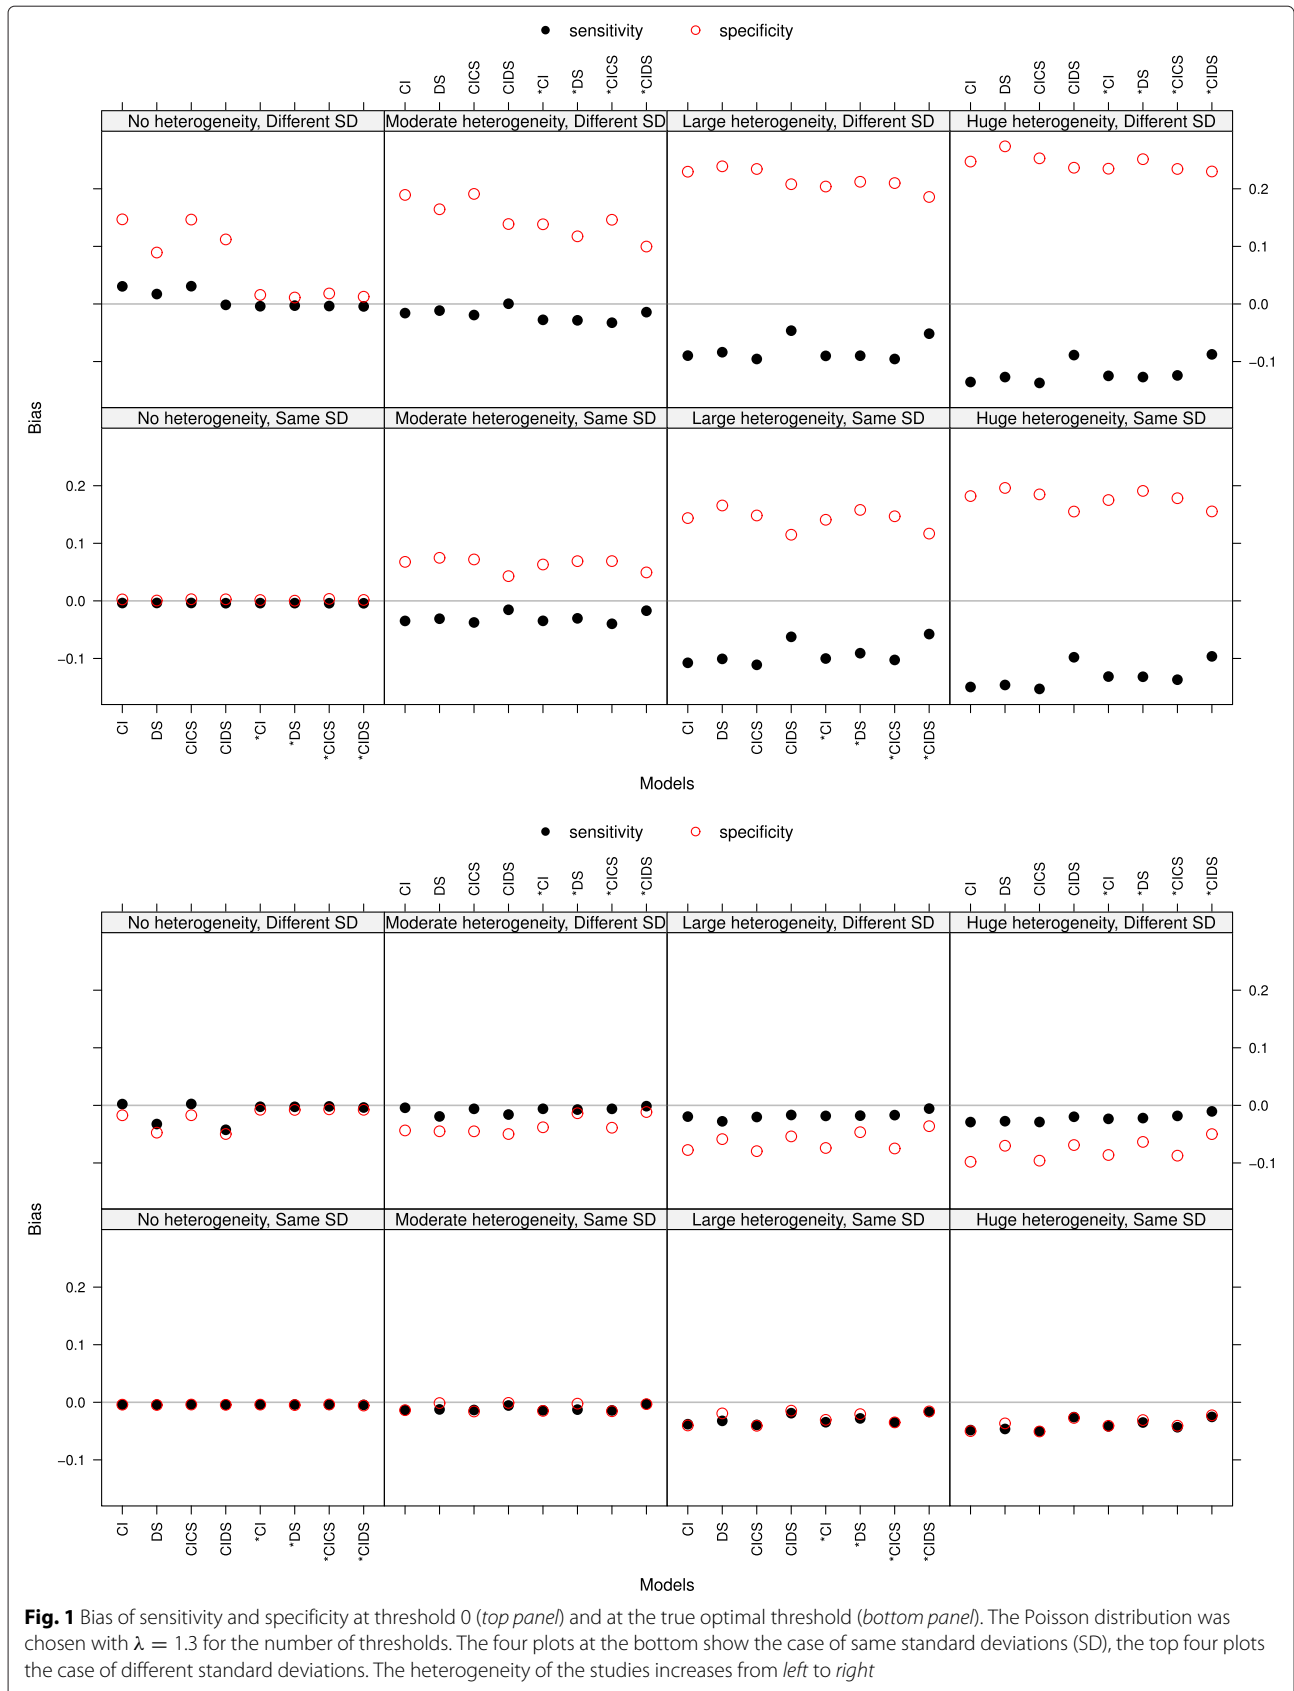 sensitivity specificity
CI DS CICS CIDS *CI *DS *CICS *CIDS CI DS CICS CIDS *CI *DS *CICS *CIDS
No heterogeneity, Different SD Moderate heterogeneity, Different SD Large heterogeneity, Different SD Huge heterogeneity, Different SD
0.2
0.1
0.0
−0.1
Bias
No heterogeneity, Same SD Moderate heterogeneity, Same SD Large heterogeneity, Same SD Huge heterogeneity, Same SD
0.2
0.1
0.0
−0.1
CI DS CICS CIDS *CI *DS *CICS *CIDS CI DS CICS CIDS *CI *DS *CICS *CIDS
Models
sensitivity specificity
CI DS CICS CIDS *CI *DS *CICS *CIDS CI DS CICS CIDS *CI *DS *CICS *CIDS
No heterogeneity, Different SD Moderate heterogeneity, Different SD Large heterogeneity, Different SD Huge heterogeneity, Different SD
0.2
0.1
0.0
−0.1
Bias
No heterogeneity, Same SD Moderate heterogeneity, Same SD Large heterogeneity, Same SD Huge heterogeneity, Same SD
0.2
0.1
0.0
−0.1
CI DS CICS CIDS *CI *DS *CICS *CIDS CI DS CICS CIDS *CI *DS *CICS *CIDS
Models
Fig. 1 Bias of sensitivity and specificity at threshold 0 (top panel) and at the true optimal threshold (bottom panel). The Poisson distribution was
chosen with λ = 1.3 for the number of thresholds. The four plots at the bottom show the case of same standard deviations (SD), the top four plots
the case of different standard deviations. The heterogeneity of the studies increases from left to right